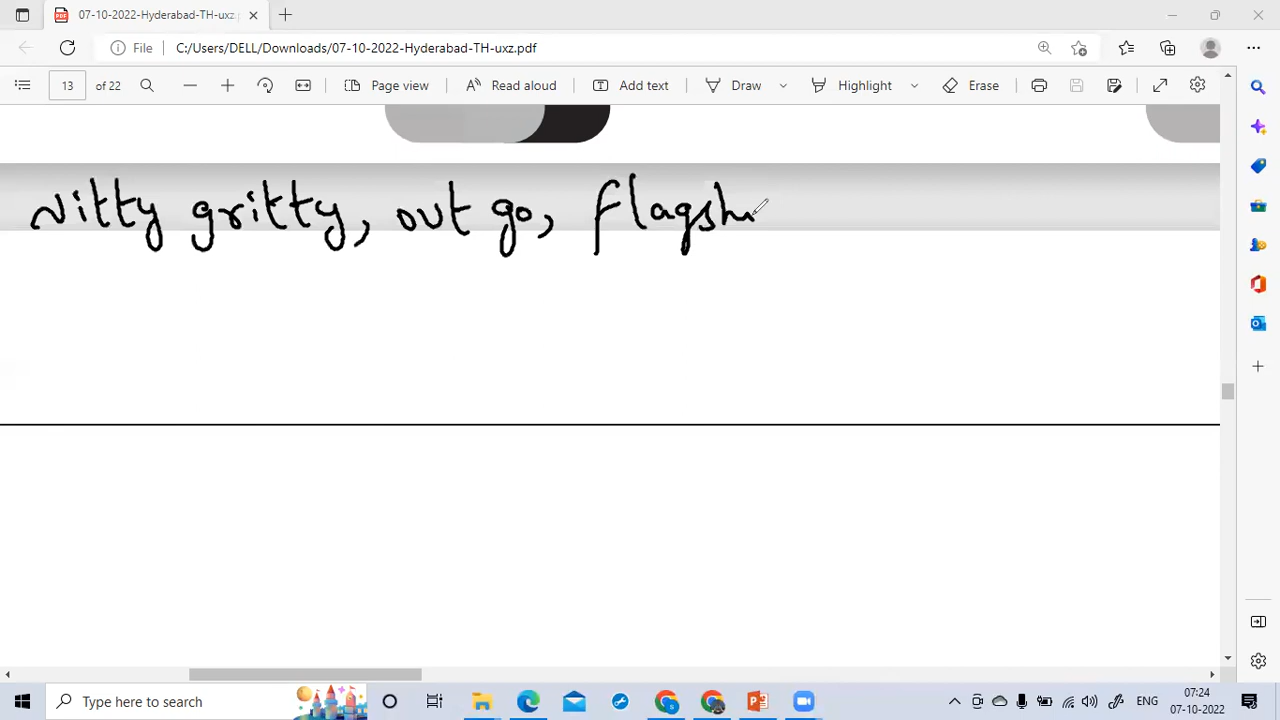 07-10-2022-Hyderabad-TH-uxz.
File C:/Users/DELL/Downloads/07-10-2022-Hyderabad-TH-uxz.pdf
13 of 22 Page view Read aloud Add text Draw Highlight Erase
Nitty gritty, out go, flagsh
Type here to search
ENG 07:24
07-10-2022